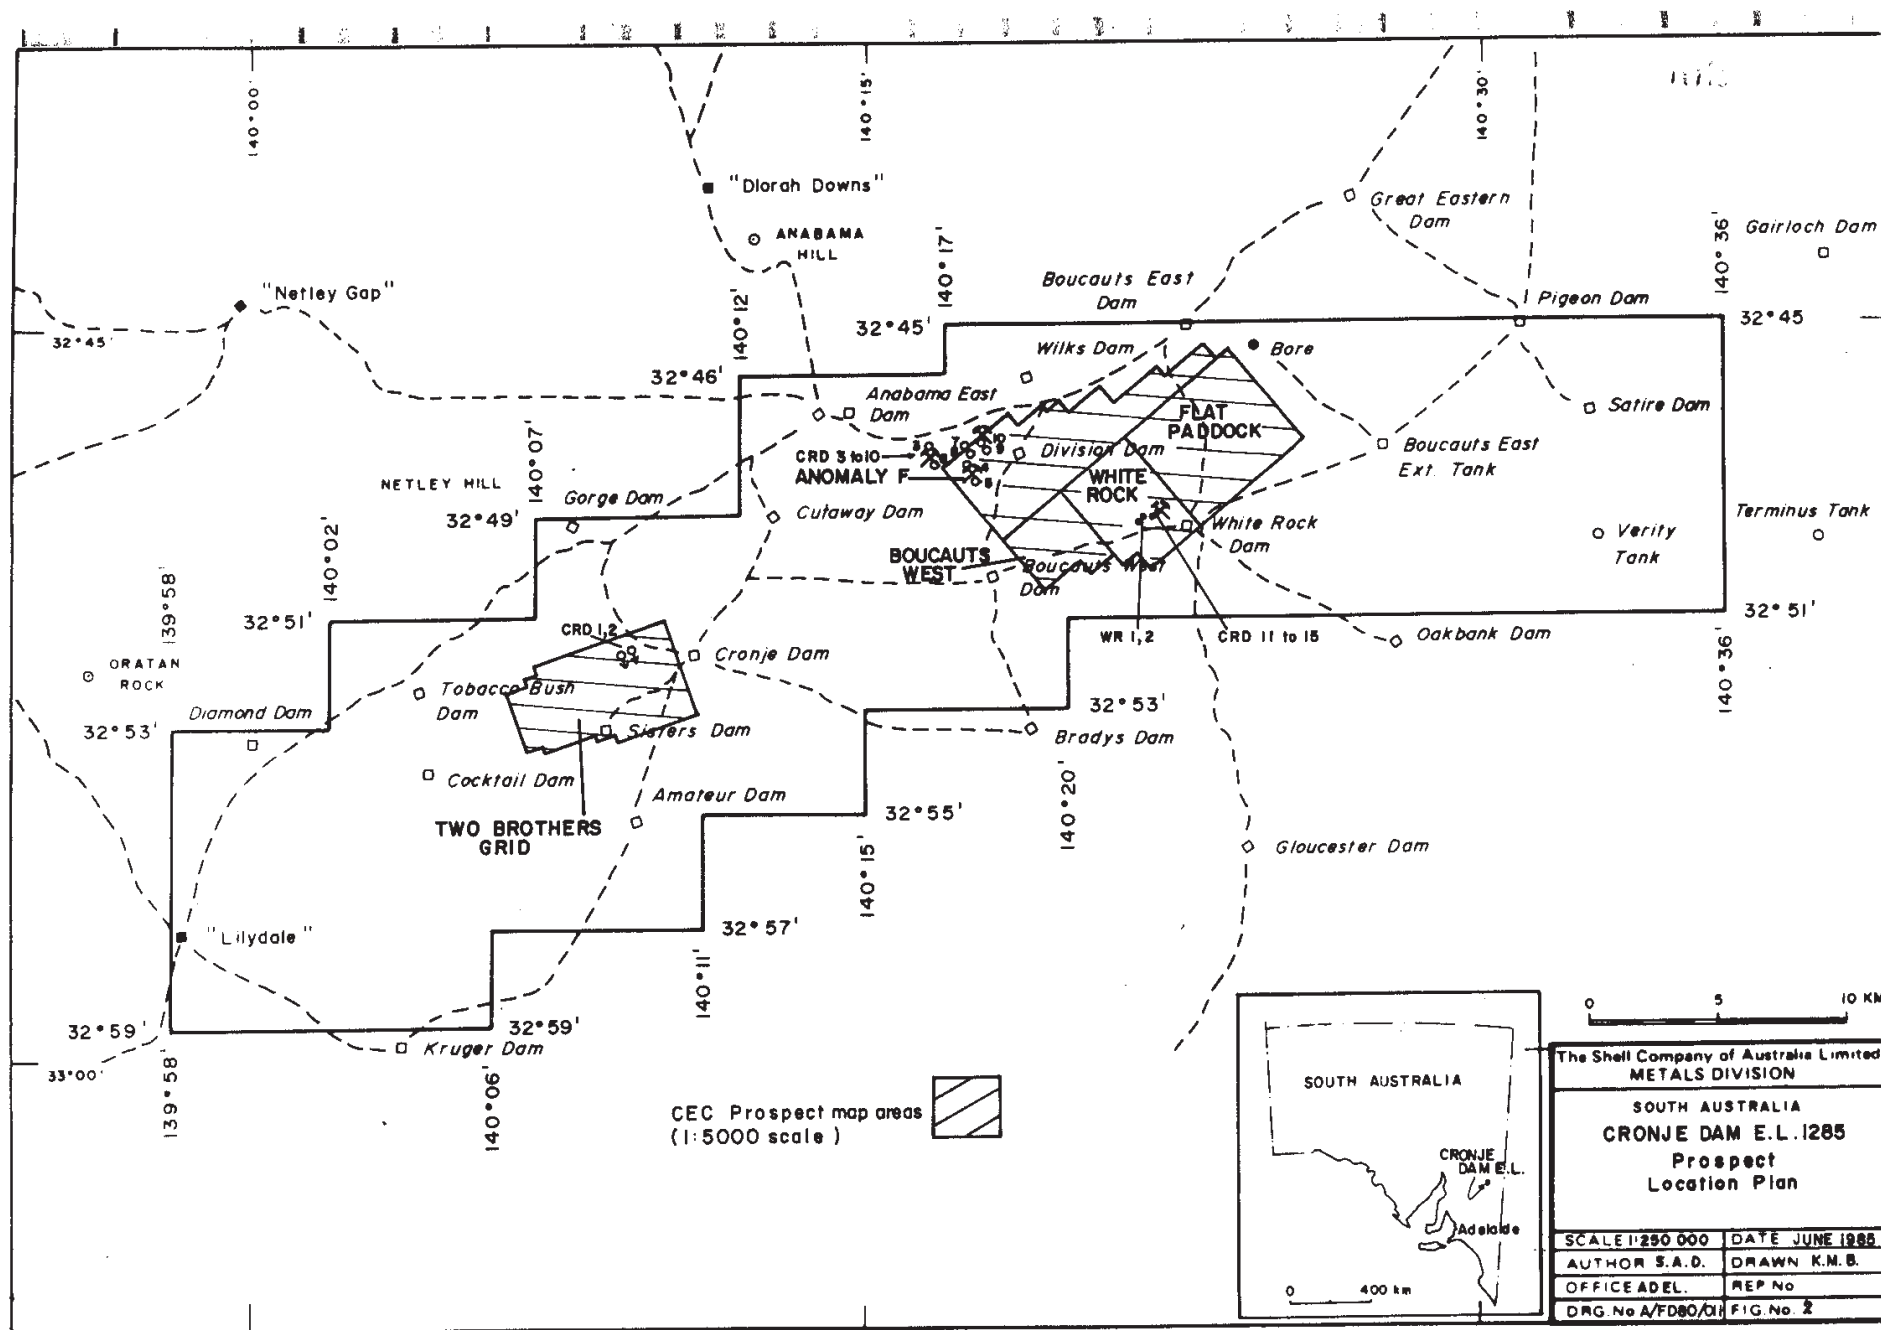 140°00'
140°15'
140°30'
"Dlorah Downs"
ANABAMA
HILL
Great Eastern
Dam
Gairloch Dam
140°17'
140°36'
"Netley Gap"
Boucauts East
Dam
Pigeon Dam
140°12'
32°45'
32°45'
32°45
Wilks Dam
Bore
32°46'
Anabama East
Dam
FLAT
PADDOCK
Satire Dam
140°07'
CRD 3 to 10
3
7
10
9
4
5
ANOMALY F
Division Dam
Boucauts East
Ext. Tank
NETLEY HILL
WHITE
ROCK
Gorge Dam
32°49'
Cutaway Dam
White Rock
Dam
Verity
Tank
Terminus Tank
140°02'
BOUCAUTS
WEST
Boucauts West
Dam
139°58'
32°51'
32°51'
CRD 1,2
WR 1,2
CRD 11 to 15
Oakbank Dam
140°36'
ORATAN
ROCK
Cronje Dam
Tobacco Bush
Dam
Diamond Dam
32°53'
32°53'
Sisters Dam
Bradys Dam
Cocktail Dam
Amateur Dam
140°20'
TWO BROTHERS
GRID
32°55'
140°15'
Gloucester Dam
"Lilydale"
32°57'
140°11'
32°59'
32°59'
Kruger Dam
33°00'
139°58'
140°06'
CEC Prospect map areas
(1:5000 scale)
SOUTH AUSTRALIA
CRONJE
DAM E.L.
Adelaide
0 400 km
0 5 10 KM
The Shell Company of Australia Limited
METALS DIVISION
SOUTH AUSTRALIA
CRONJE DAM E.L.1285
Prospect
Location Plan
SCALE 1:250 000 DATE JUNE 1985
AUTHOR S.A.D. DRAWN K.M.B.
OFFICE ADEL. REP No
DRG.No A/FD80/011 FIG.No. 2